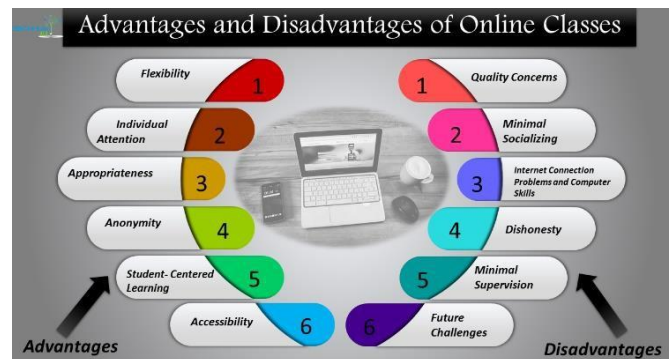 Advantages and Disadvantages of Online Classes
Flexibility
1
Individual
Attention
2
Appropriateness
3
Anonymity
4
Student- Centered
Learning
5
Accessibility
6
Advantages
1
Quality Concerns
2
Minimal
Socializing
3
Internet Connection
Problems and Computer
Skills
4
Dishonesty
5
Minimal
Supervision
6
Future
Challenges
Disadvantages